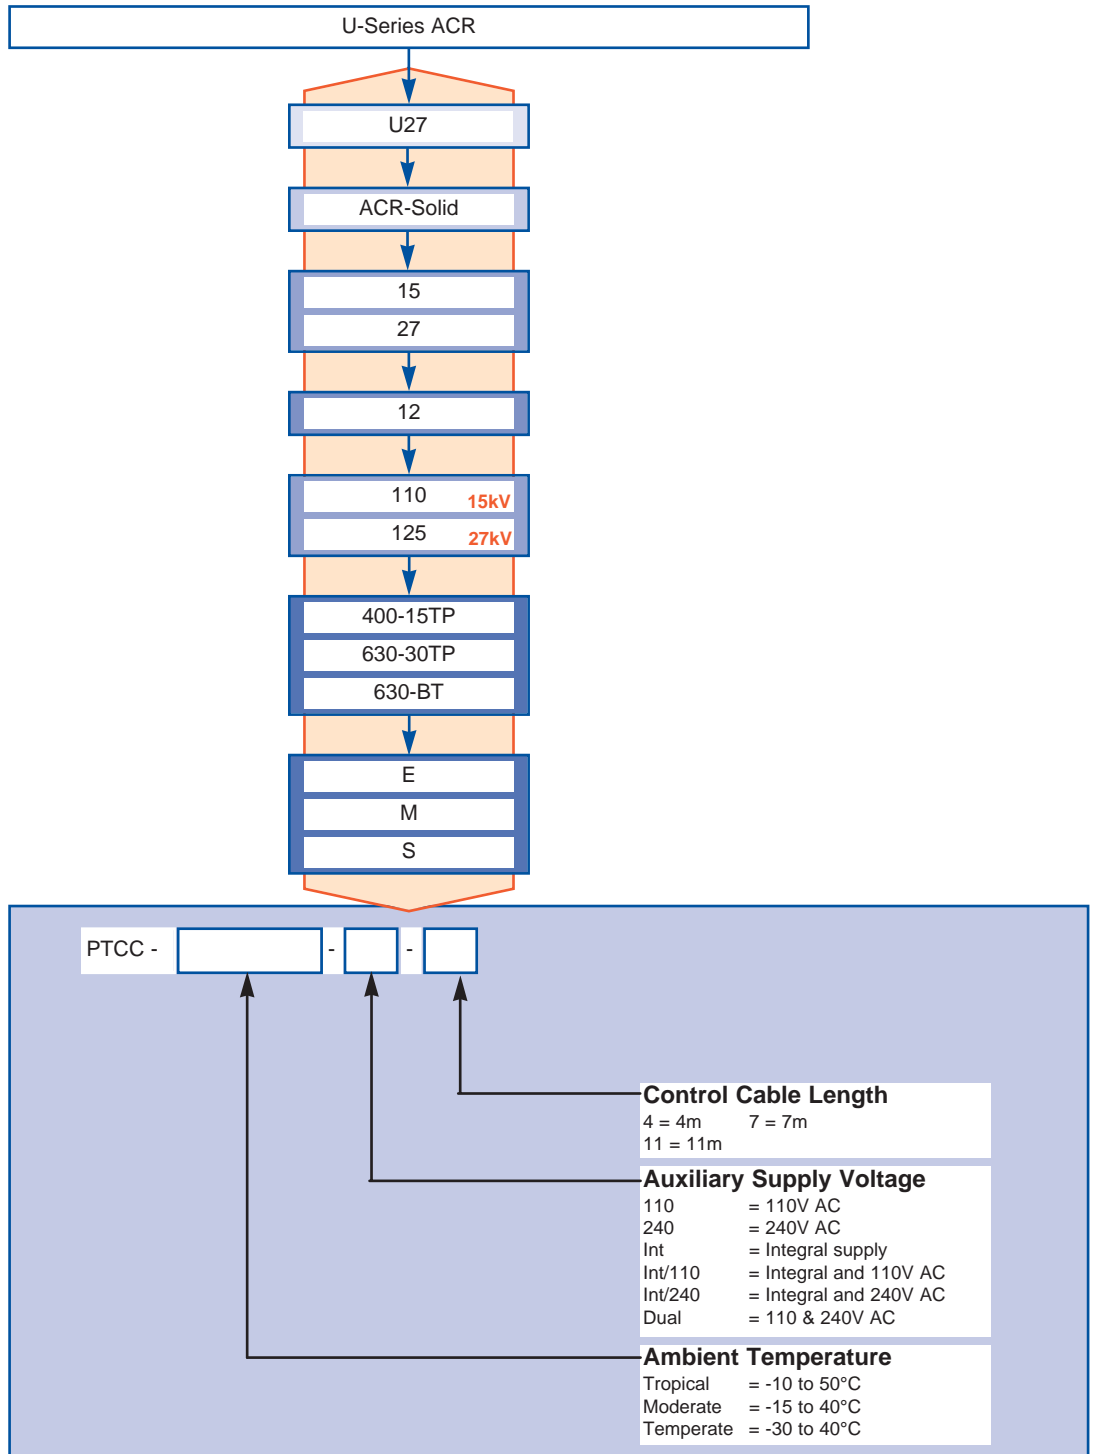 U-Series ACR
U27
ACR-Solid
15
27
12
110 15kV
125 27kV
400-15TP
630-30TP
630-BT
E
M
S
PTCC - - -
Control Cable Length
4 = 4m 7 = 7m
11 = 11m
Auxiliary Supply Voltage
110 = 110V AC
240 = 240V AC
Int = Integral supply
Int/110 = Integral and 110V AC
Int/240 = Integral and 240V AC
Dual = 110 & 240V AC
Ambient Temperature
Tropical = -10 to 50°C
Moderate = -15 to 40°C
Temperate = -30 to 40°C